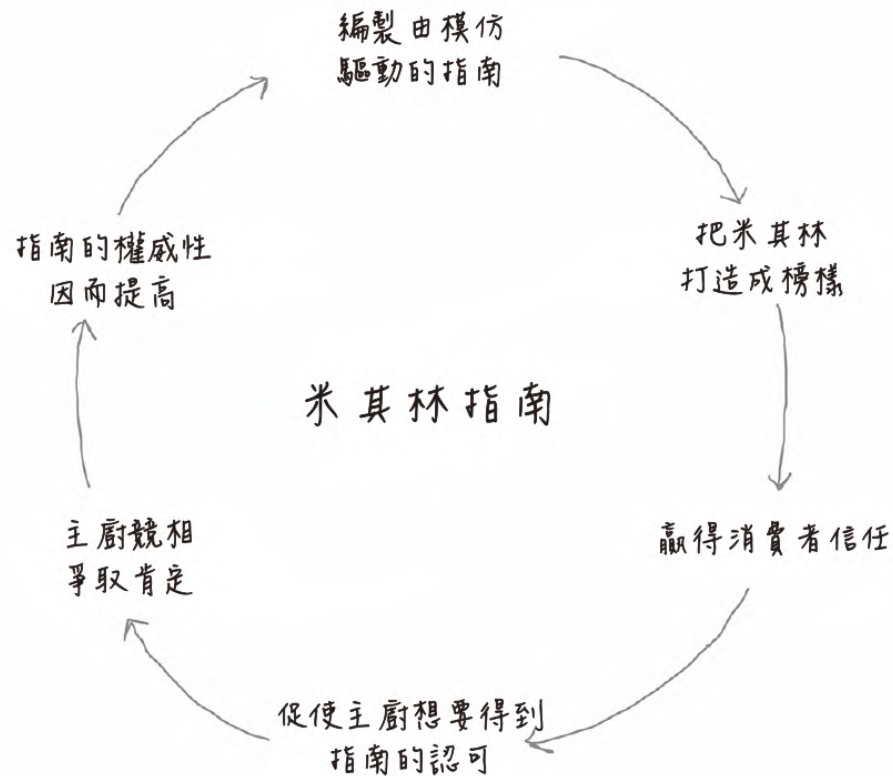 編製由模仿
驅動的指南
把米其林
打造成榜樣
贏得消費者信任
促使主廚想要得到
指南的認可
主廚競相
爭取肯定
指南的權威性
因而提高
米其林指南